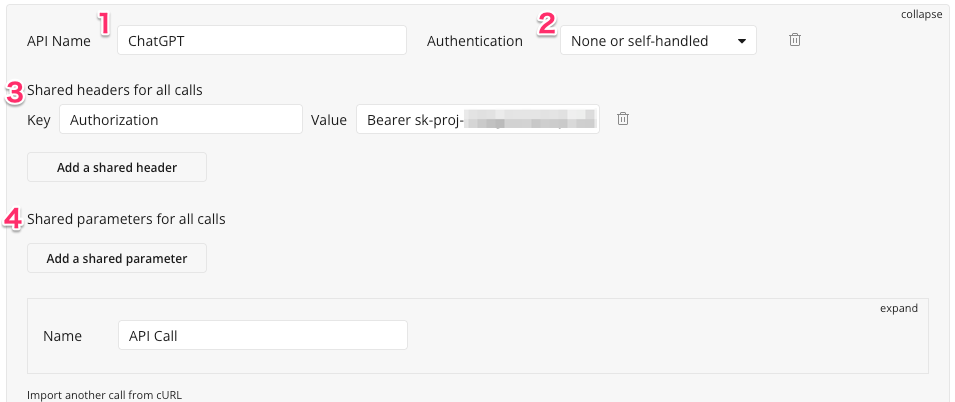 collapse
1 2
API Name ChatGPT Authentication None or self-handled
3 Shared headers for all calls
Key Authorization Value Bearer sk-proj-
Add a shared header
4 Shared parameters for all calls
Add a shared parameter
expand
Name API Call
Import another call from cURL